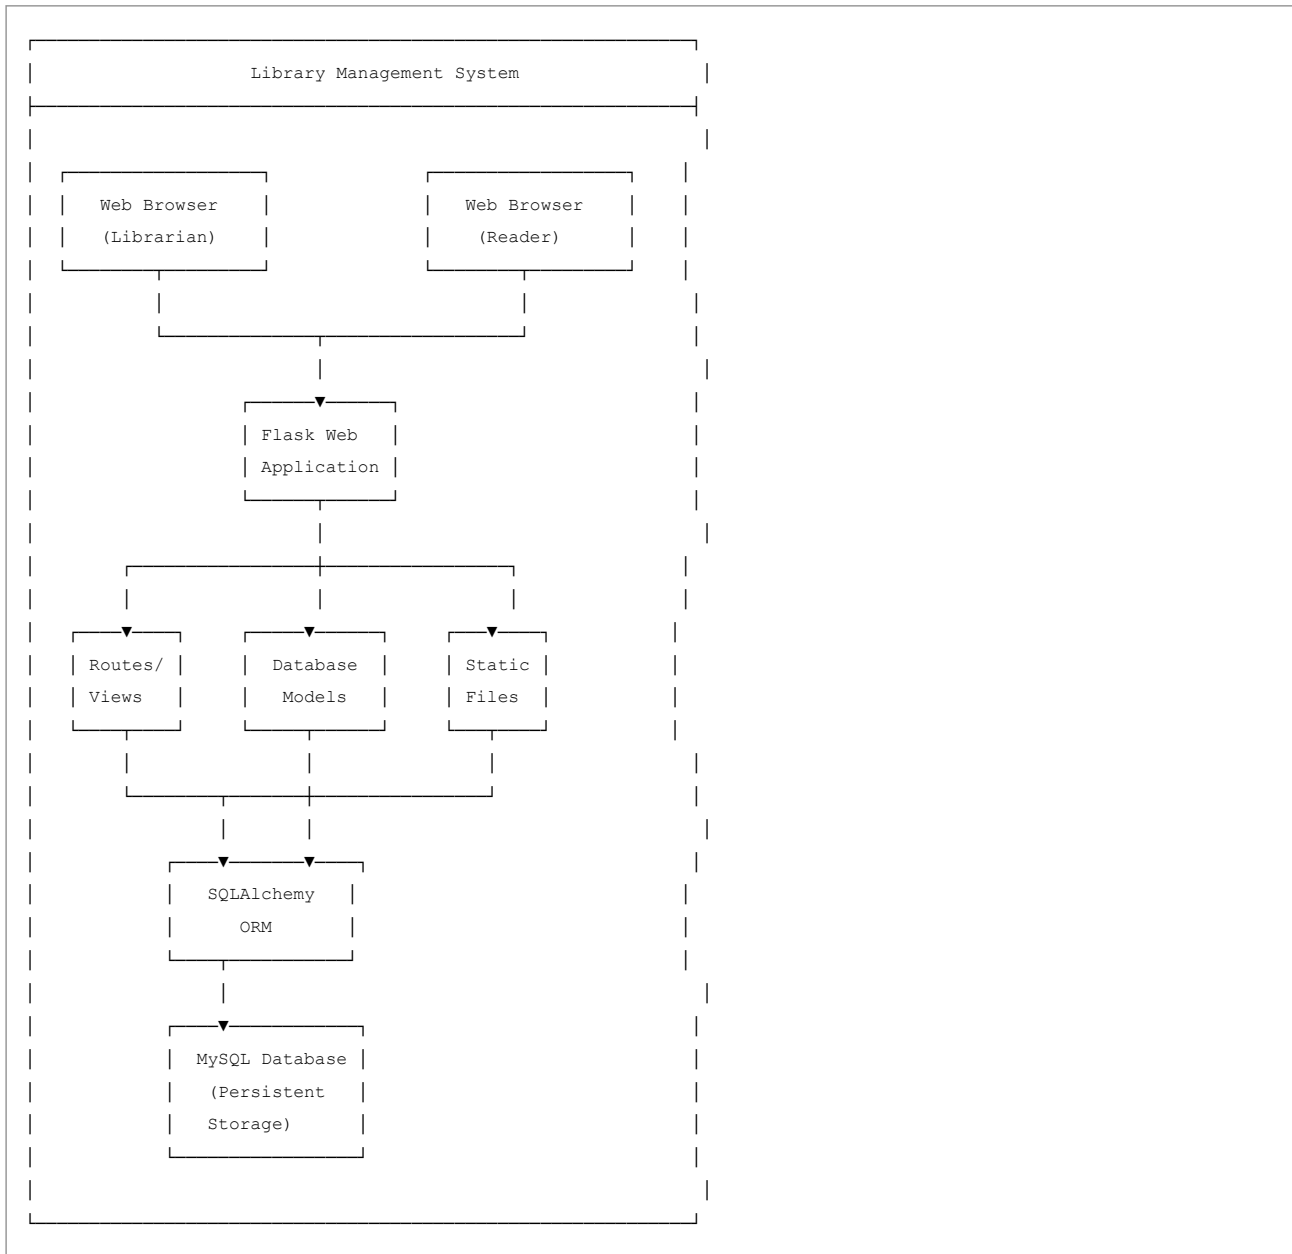 Library Management System
Web Browser Web Browser
(Librarian) (Reader)
Flask Web
Application
Routes/ Database Static
Views Models Files
SQLAlchemy
ORM
MySQL Database
(Persistent
Storage)